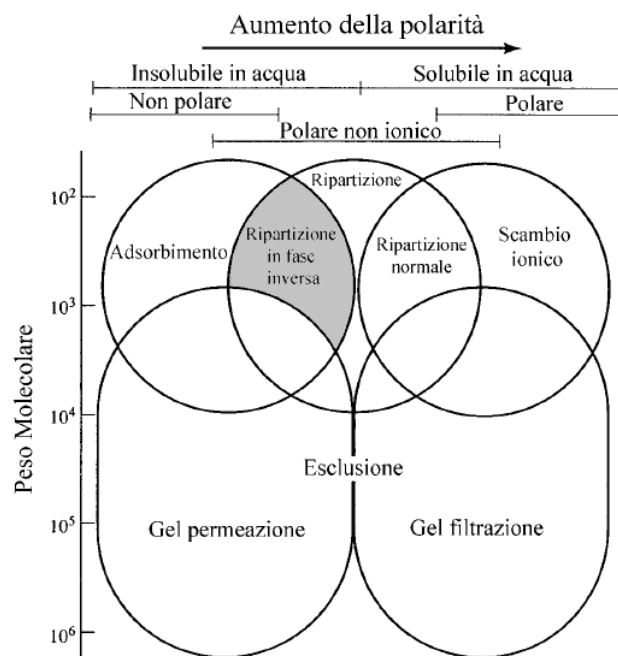 Aumento della polarità
Insolubile in acqua
Solubile in acqua
Non polare
Polare
Polare non ionico
Peso Molecolare
10²
10³
10⁴
10⁵
10⁶
Ripartizione
Adsorbimento
Ripartizione
in fasc
inversa
Ripartizione
normale
Scambio
ionico
Esclusione
Gel permeazione
Gel filtrazione